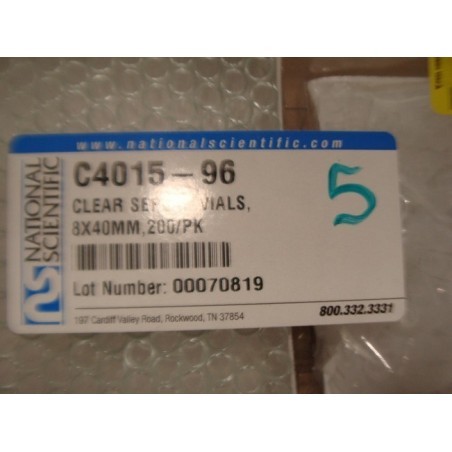 www.nationalscientific.com
NATIONAL
SCIENTIFIC
C4015-96
5
CLEAR VIALS,
8X40MM, 200/PK
Lot Number: 00070819
800.332.3331
197 Cardiff Valley Road, Rockwood, TN 37854